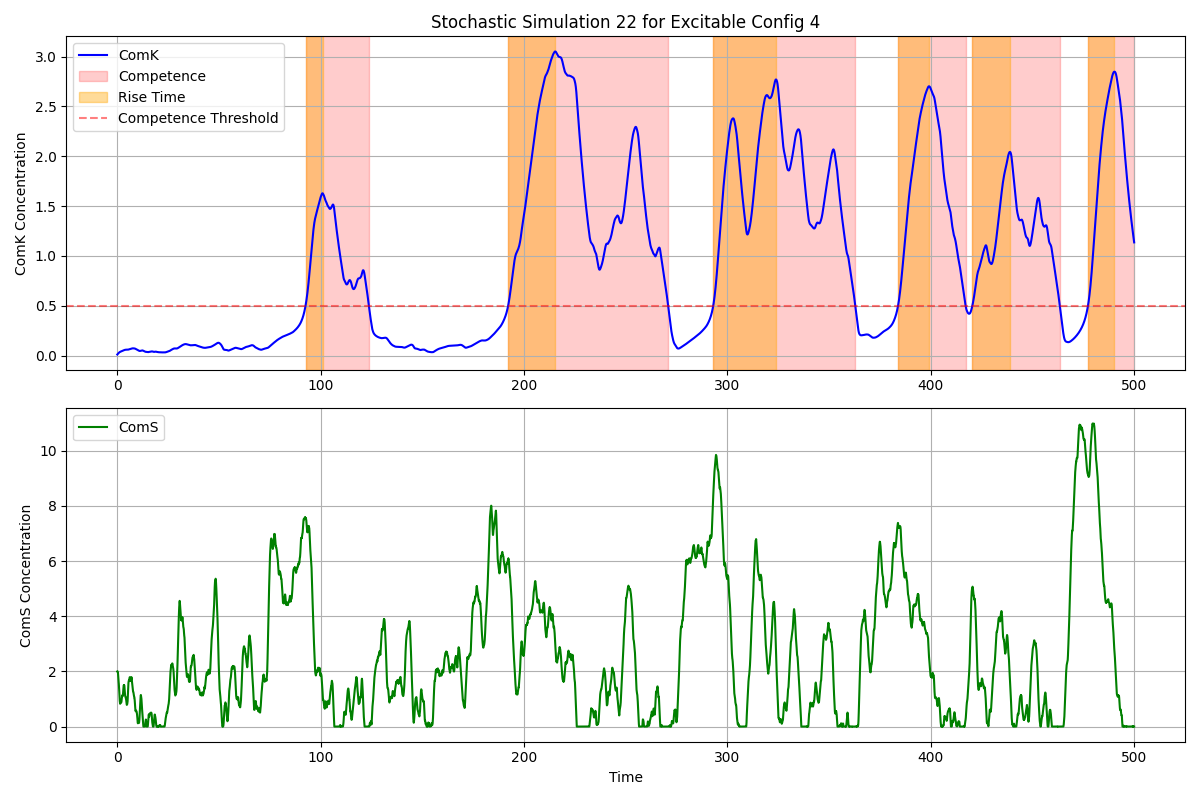 Stochastic Simulation 22 for Excitable Config 4
ComK Concentration
3.0
2.5
2.0
1.5
1.0
0.5
0.0
ComK
Competence
Rise Time
Competence Threshold
0 100 200 300 400 500
ComS Concentration
10
8
6
4
2
0
ComS
0 100 200 300 400 500
Time